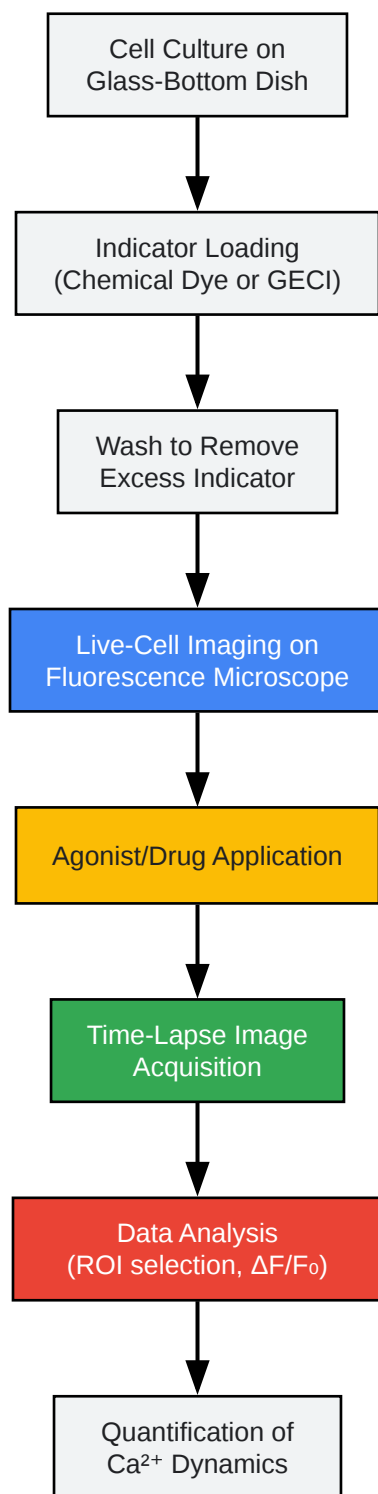 Cell Culture on
Glass-Bottom Dish
Indicator Loading
(Chemical Dye or GECI)
Wash to Remove
Excess Indicator
Live-Cell Imaging on
Fluorescence Microscope
Agonist/Drug Application
Time-Lapse Image
Acquisition
Data Analysis
(ROI selection, ΔF/F₀)
Quantification of
Ca²⁺ Dynamics